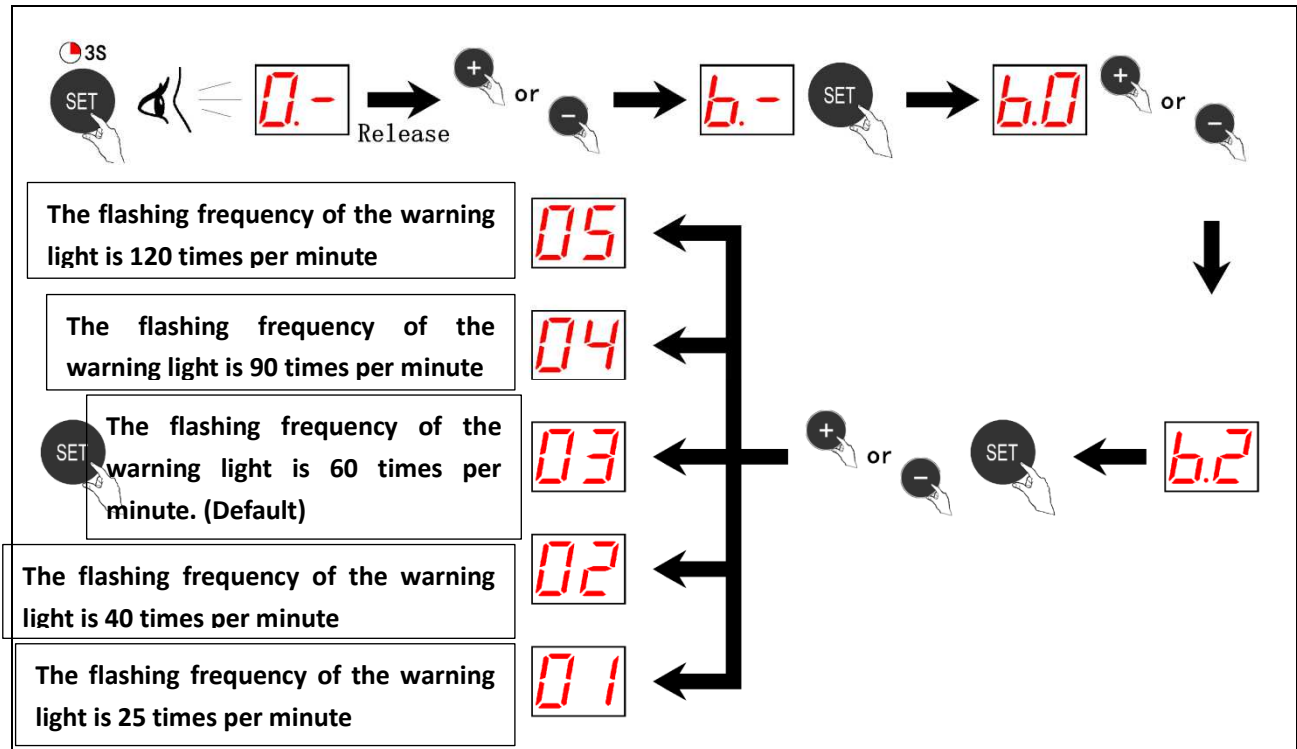 3S
SET
0.-
Release
+
or
-
b.-
SET
b.0
+
or
-
The flashing frequency of the warning
light is 120 times per minute
05
The flashing frequency of the
warning light is 90 times per minute
04
SET
The flashing frequency of the
warning light is 60 times per
minute. (Default)
03
+
or
-
SET
b.2
The flashing frequency of the warning
light is 40 times per minute
02
The flashing frequency of the warning
light is 25 times per minute
01